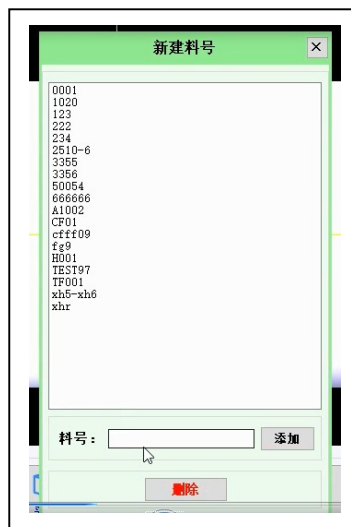 新建料号
0001
1020
123
222
234
2510-6
3355
3356
50054
666666
A1002
CF01
cfff09
fg9
H001
TEST97
TF001
xh5-xh6
xhr
料号：
添加
删除